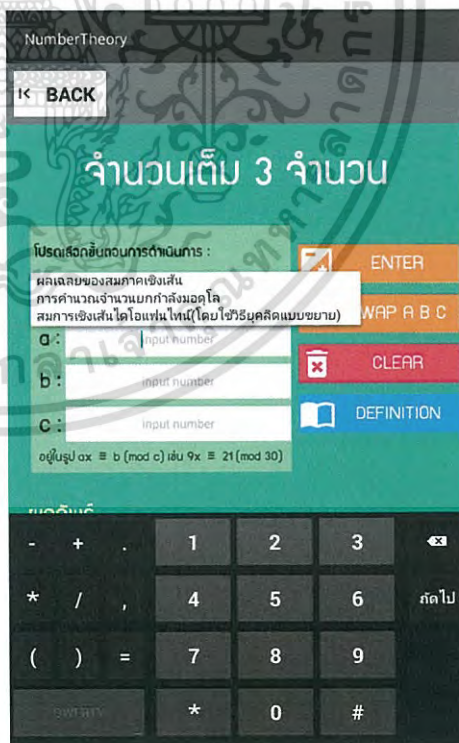 NumberTheory
BACK
จำนวนเต็ม 3 จำนวน
โปรดเลือกขั้นตอนการดำเนินการ :
ENTER
ผลเฉลยของสมภาคเชิงเส้น
การคำนวณจำนวนยกกำลังมอดุโล
สมการเชิงเส้นไดโอแฟนไทน์(โดยใช้วิธียุคลิดแบบขยาย)
WAP A B C
a : input number
CLEAR
b : input number
DEFINITION
c : input number
อยู่ในรูป ax ≡ b (mod c) เช่น 9x ≡ 21 (mod 30)
- + . 1 2 3
* / , 4 5 6 ถัดไป
( ) = 7 8 9
* 0 #